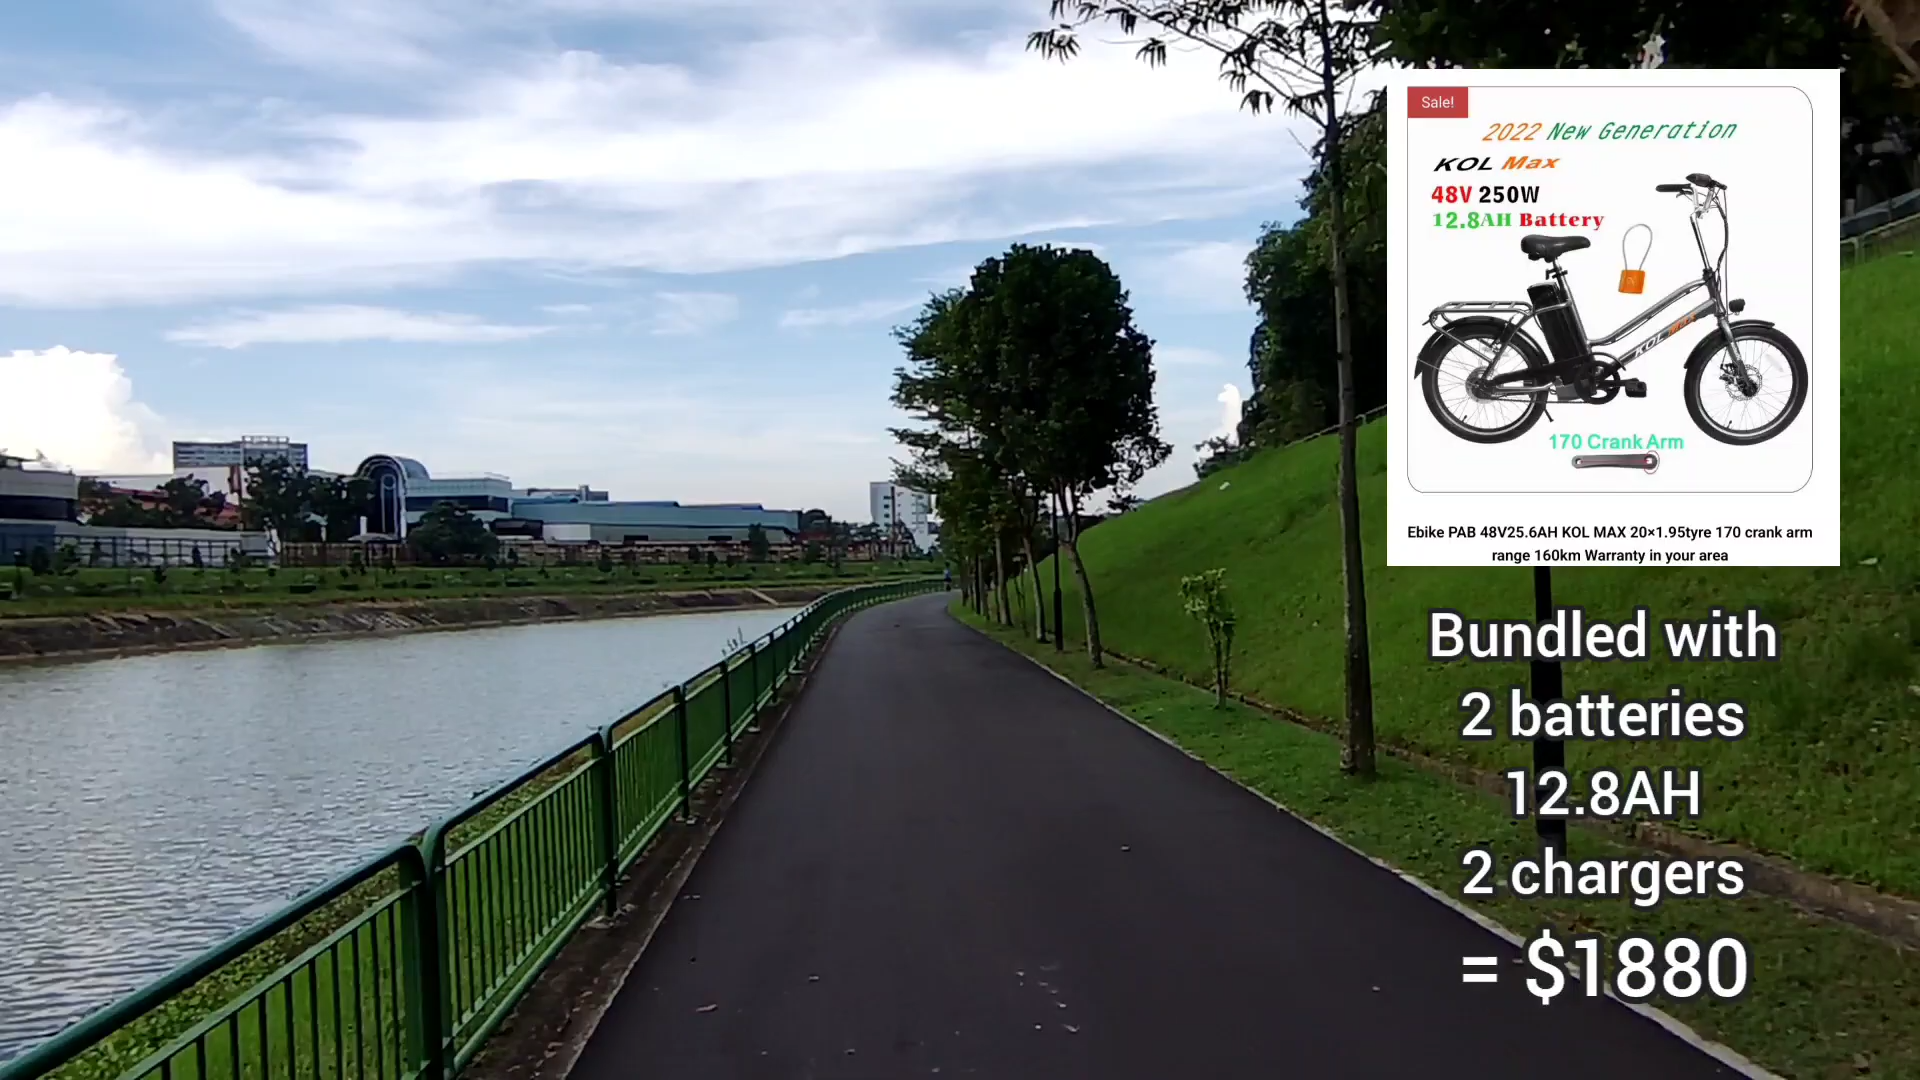 Sale!
2022 New Generation
KOL Max
48V 250W
12.8AH Battery
KOL Max
170 Crank Arm
Ebike PAB 48V25.6AH KOL MAX 20×1.95tyre 170 crank arm
range 160km Warranty in your area
Bundled with
2 batteries
12.8AH
2 chargers
= $1880